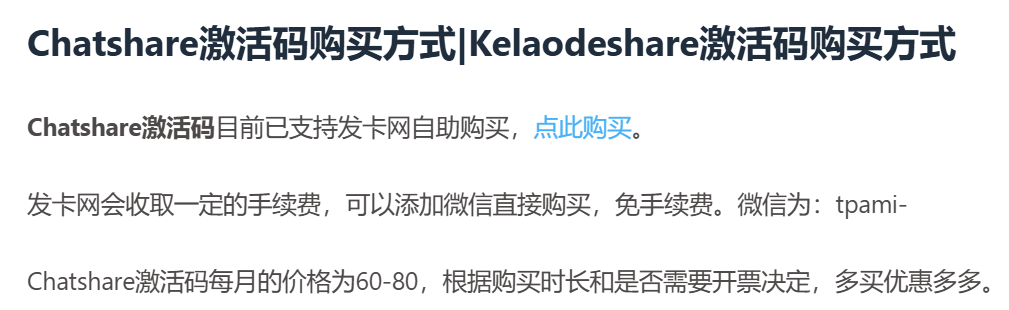 Chatshare激活码购买方式|Kelaodeshare激活码购买方式
Chatshare激活码目前已支持发卡网自助购买，点此购买。
发卡网会收取一定的手续费，可以添加微信直接购买，免手续费。微信为：tpami-
Chatshare激活码每月的价格为60-80，根据购买时长和是否需要开票决定，多买优惠多多。